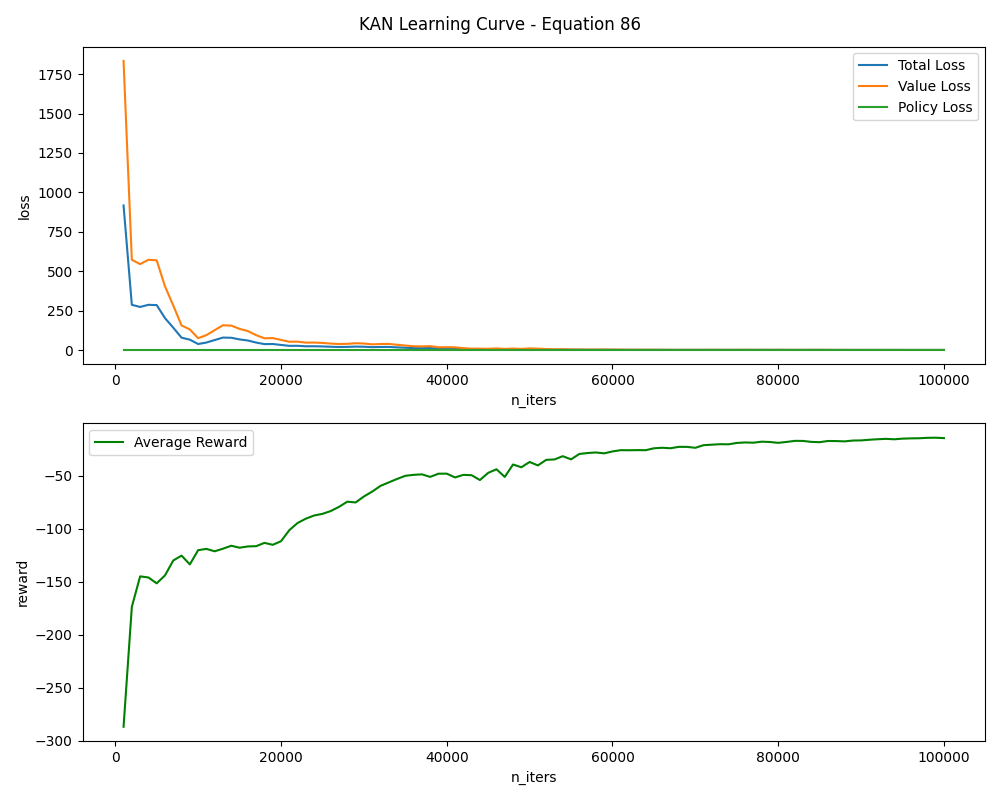 KAN Learning Curve - Equation 86
1750
1500
1250
1000
750
500
250
0
loss
Total Loss
Value Loss
Policy Loss
0 20000 40000 60000 80000 100000
n_iters
Average Reward
−50
−100
−150
−200
−250
−300
reward
0 20000 40000 60000 80000 100000
n_iters